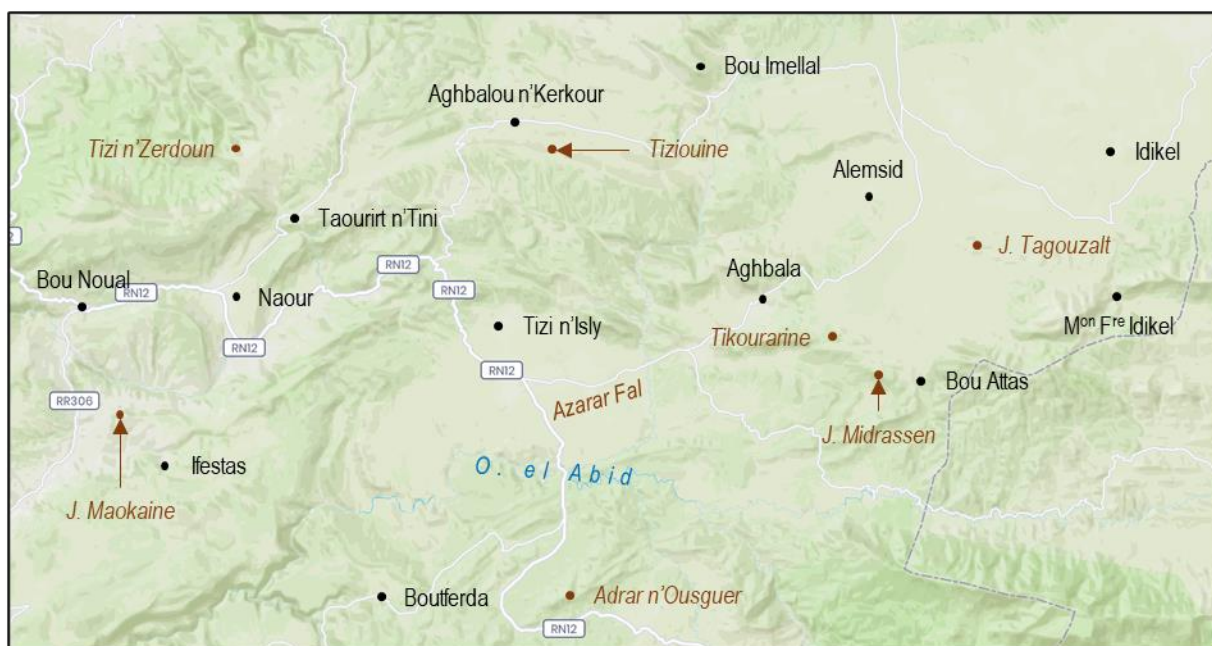 Bou Imellal
Aghbalou n’Kerkour
Tizi n’Zerdoun
Tiziouine
Idikel
Alemsid
Taourirt n’Tini
2
J. Tagouzalt
RN12
Bou Noual
RN12
Naour
RN12
Aghbala
Mᵒⁿ Fʳᵉ Idikel
Tizi n’Isly
Tikourarine
RN12
RN12
Bou Attas
RR306
Azarar Fal
J. Midrassen
Ifestas
O. el Abid
J. Maokaine
Boutferda
Adrar n’Ousguer
RN12